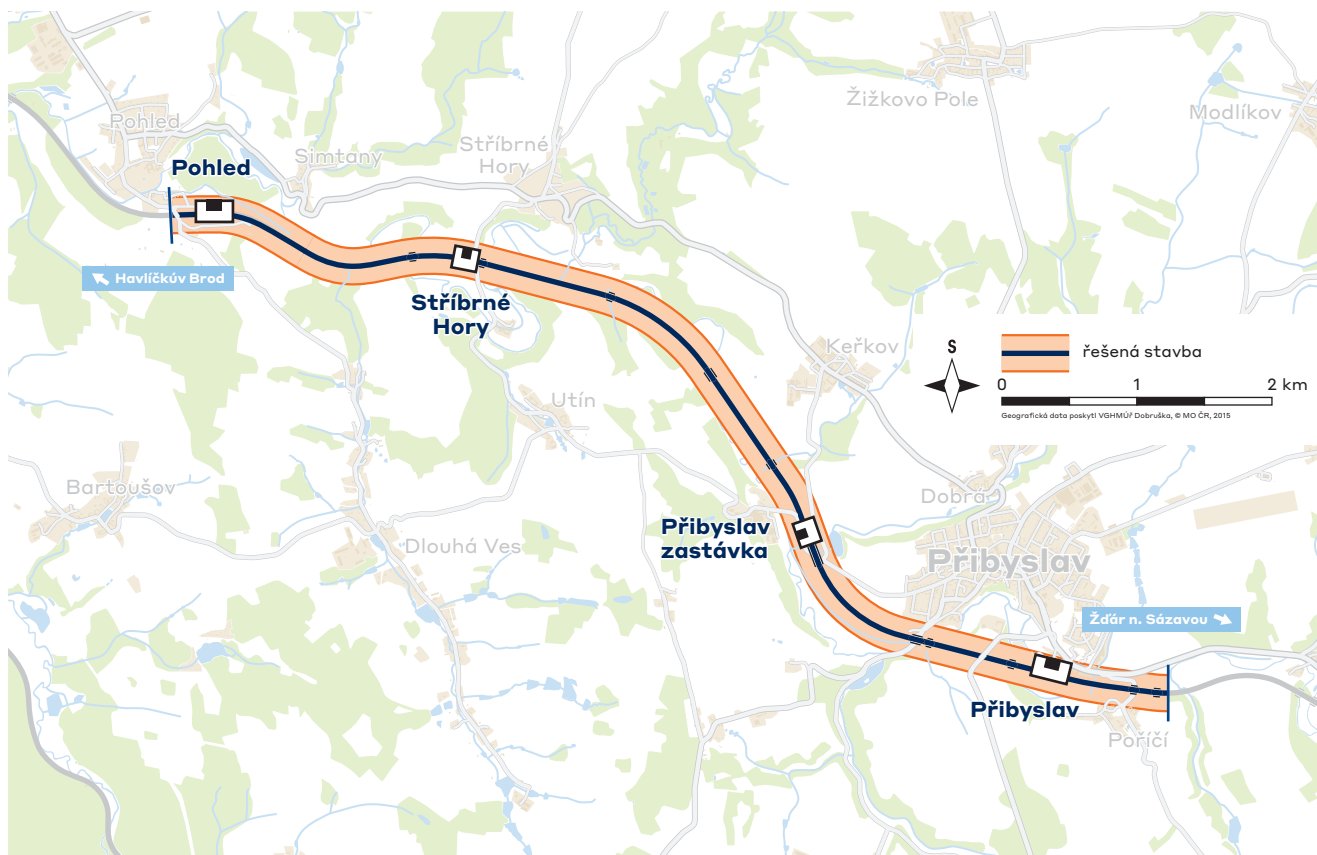 Žižkovo Pole
Modlíkov
Pohled
Stříbrné
Hory
Simtany
Pohled
Havlíčkův Brod
Stříbrné
Hory
S
řešená stavba
Keřkov
0
1
2 km
Geografická data poskytl VGHMÚř Dobruška, © MO ČR, 2015
Utín
Bartoušov
Dobrá
Přibyslav
zastávka
Dlouhá Ves
Přibyslav
Žďár n. Sázavou
Přibyslav
Poříčí